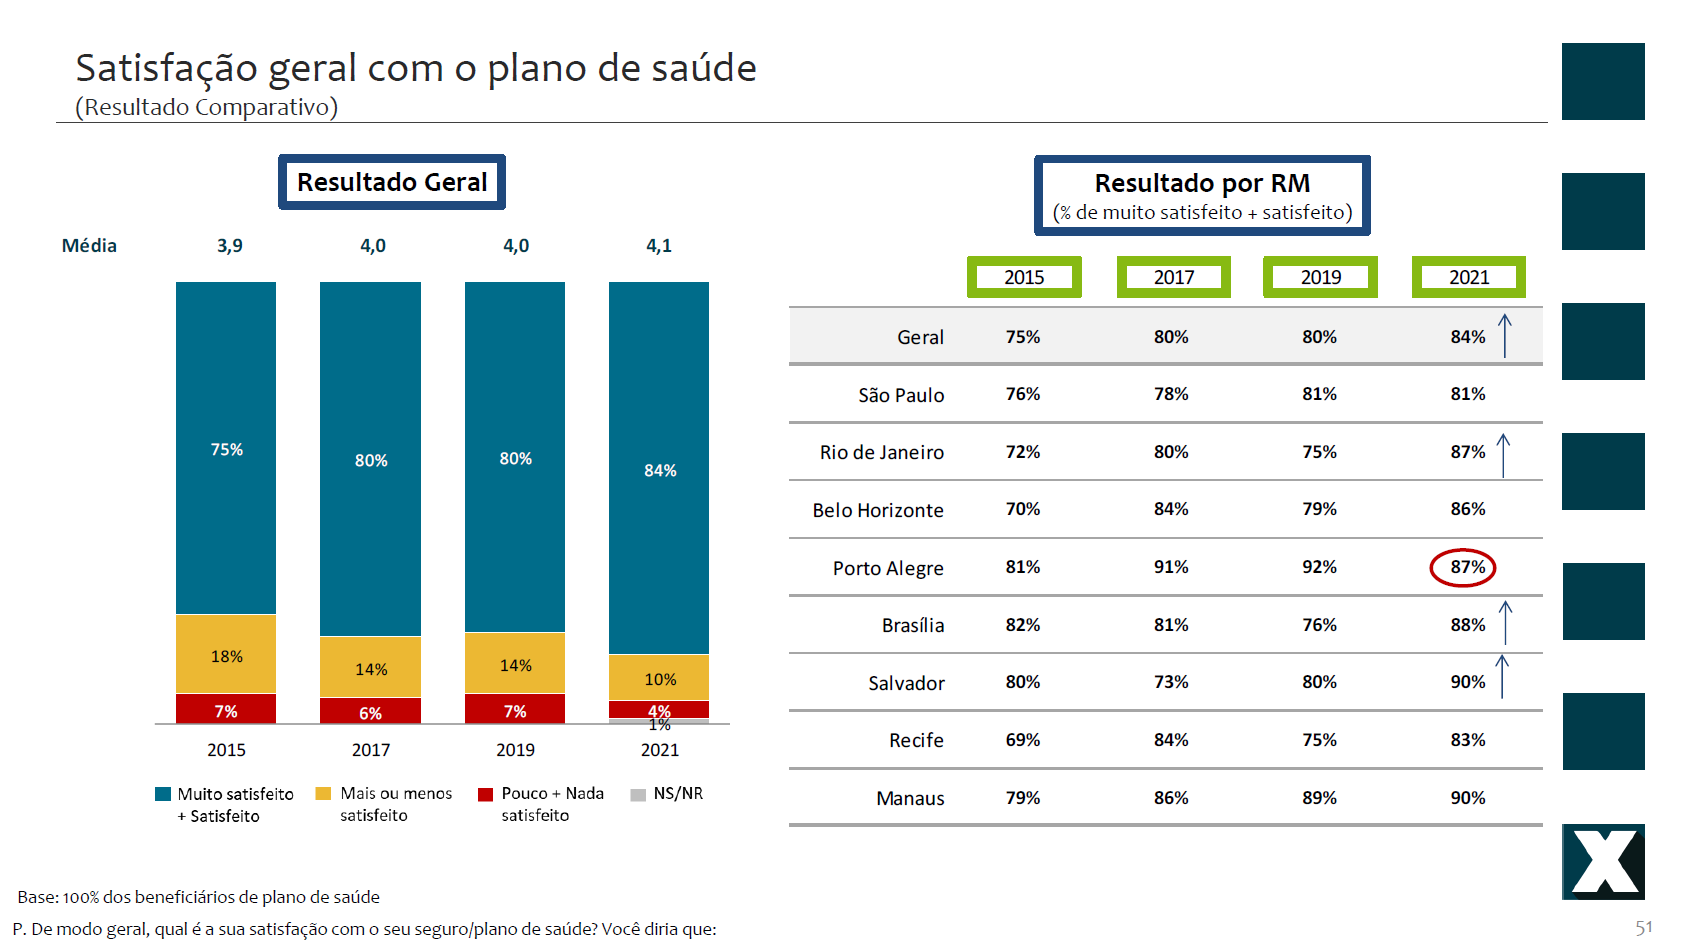 Satisfação geral com o plano de saúde
(Resultado Comparativo)
Resultado Geral
Média 3,9 4,0 4,0 4,1
75% 80% 80% 84%
18% 14% 14% 10%
7% 6% 7% 4%
1%
2015 2017 2019 2021
Muito satisfeito + Satisfeito
Mais ou menos satisfeito
Pouco + Nada satisfeito
NS/NR
Resultado por RM
(% de muito satisfeito + satisfeito)
2015 2017 2019 2021
Geral 75% 80% 80% 84%
São Paulo 76% 78% 81% 81%
Rio de Janeiro 72% 80% 75% 87%
Belo Horizonte 70% 84% 79% 86%
Porto Alegre 81% 91% 92% 87%
Brasília 82% 81% 76% 88%
Salvador 80% 73% 80% 90%
Recife 69% 84% 75% 83%
Manaus 79% 86% 89% 90%
X
Base: 100% dos beneficiários de plano de saúde
P. De modo geral, qual é a sua satisfação com o seu seguro/plano de saúde? Você diria que:
51